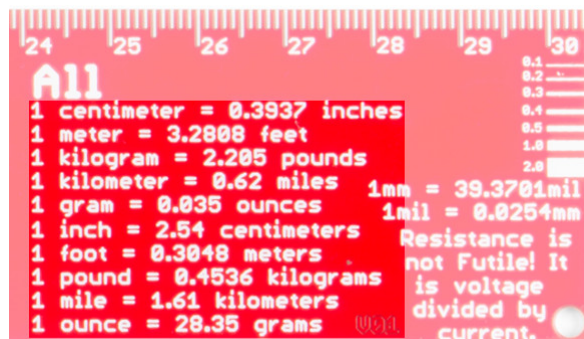 24 25 26 27 28 29 30
All
1 centimeter = 0.3937 inches
1 meter = 3.2808 feet
1 kilogram = 2.205 pounds
1 kilometer = 0.62 miles
1 gram = 0.035 ounces
1 inch = 2.54 centimeters
1 foot = 0.3048 meters
1 pound = 0.4536 kilograms
1 mile = 1.61 kilometers
1 ounce = 28.35 grams
V01
0.1
0.2
0.3
0.4
0.5
1.0
2.0
1mm = 39.3701mil
1mil = 0.0254mm
Resistance is
not Futile! It
is voltage
divided by
current.